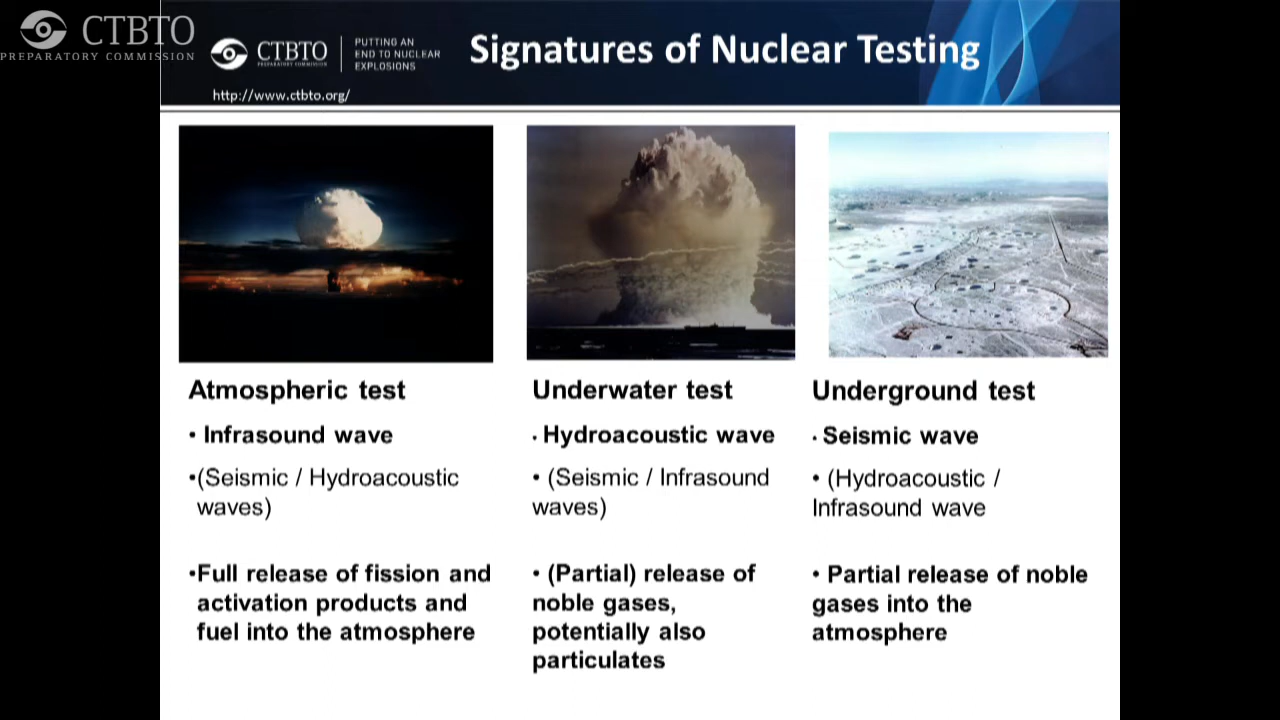 CTBTO
PREPARATORY COMMISSION
CTBTO
PREPARATORY COMMISSION
PUTTING AN
END TO NUCLEAR
EXPLOSIONS
Signatures of Nuclear Testing
http://www.ctbto.org/
Atmospheric test
• Infrasound wave
•(Seismic / Hydroacoustic
waves)
•Full release of fission and
activation products and
fuel into the atmosphere
Underwater test
• Hydroacoustic wave
• (Seismic / Infrasound
waves)
• (Partial) release of
noble gases,
potentially also
particulates
Underground test
• Seismic wave
• (Hydroacoustic /
Infrasound wave
• Partial release of noble
gases into the
atmosphere